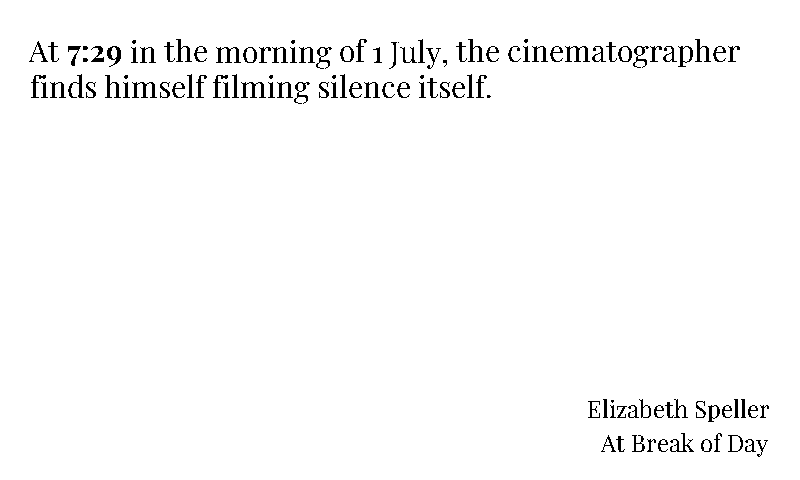 At 7:29 in the morning of 1 July, the cinematographer
finds himself filming silence itself.
Elizabeth Speller
At Break of Day